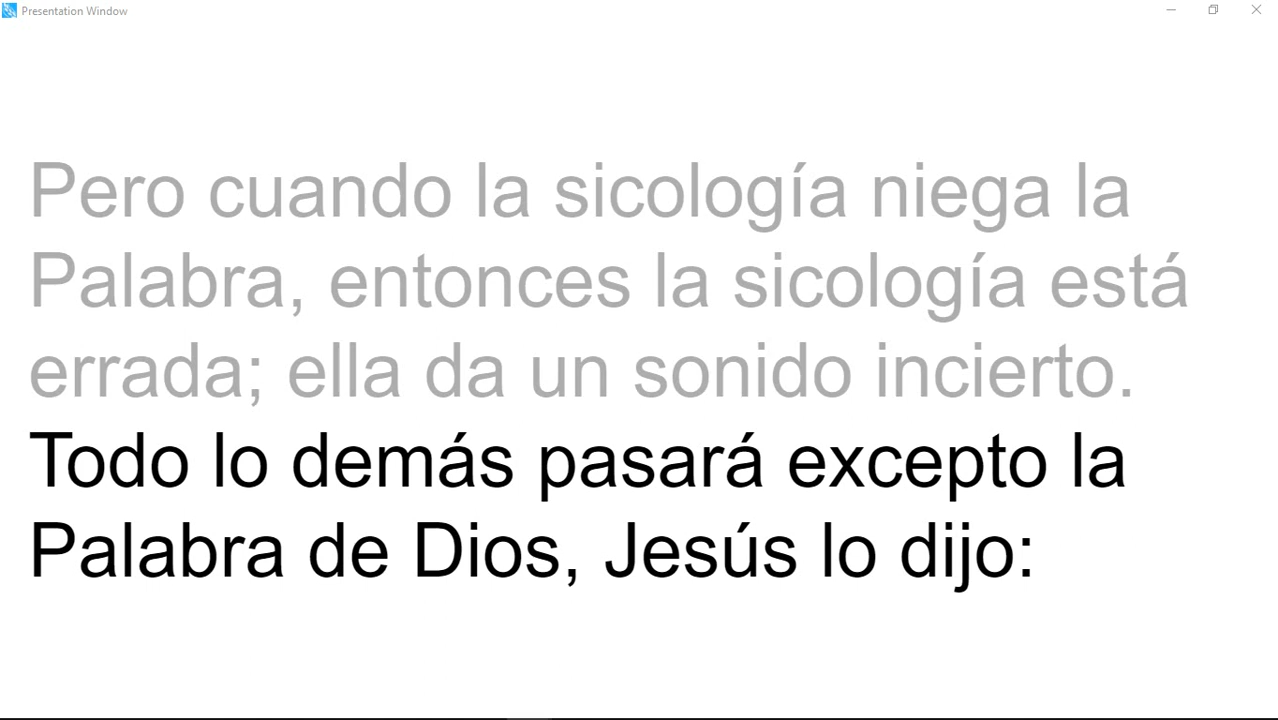 Presentation Window
Pero cuando la sicología niega la
Palabra, entonces la sicología está
errada; ella da un sonido incierto.
Todo lo demás pasará excepto la
Palabra de Dios, Jesús lo dijo: